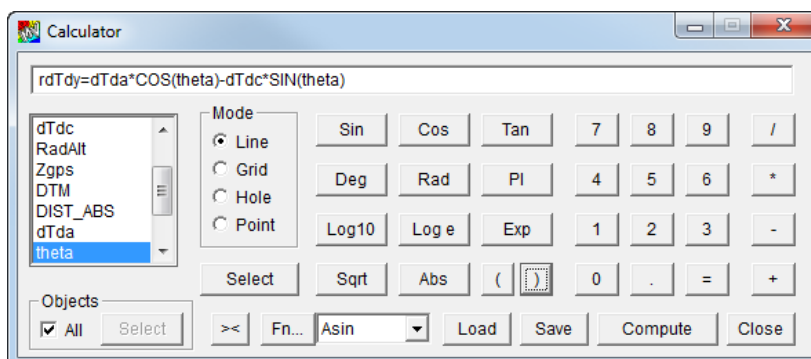 Calculator
rdTdy=dTda*COS(theta)-dTdc*SIN(theta)
dTdc
RadAlt
Zgps
DTM
DIST_ABS
dTda
theta
Mode
Line
Grid
Hole
Point
Sin Cos Tan 7 8 9 /
Deg Rad PI 4 5 6 *
Log10 Log e Exp 1 2 3 -
Select Sqrt Abs ( ) 0 . = +
Objects
All Select >< Fn... Asin Load Save Compute Close